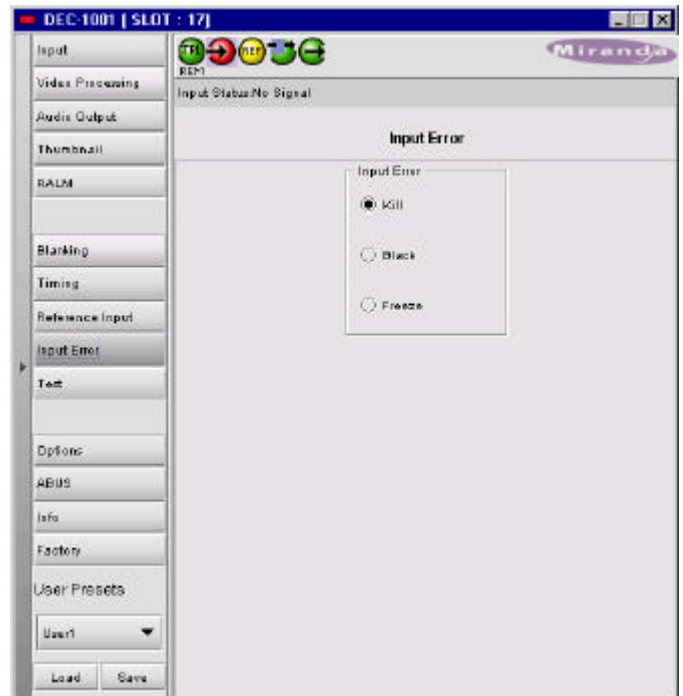 DEC-1001 [ SLOT : 17]
Input
Video Processing
Audio Output
Thumbnail
RALM
Blanking
Timing
Reference Input
Input Error
Test
Options
ABUS
Info
Factory
User Presets
User1
Load Save
REM1
Miranda
Input Status:No Signal
Input Error
Input Error
Kill
Black
Freeze